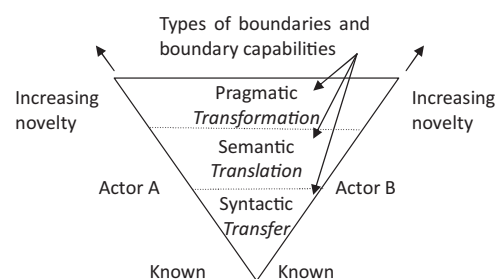 Types of boundaries and
boundary capabilities
Increasing
novelty
Pragmatic
Transformation
Increasing
novelty
Semantic
Translation
Actor A
Actor B
Syntactic
Transfer
Known
Known